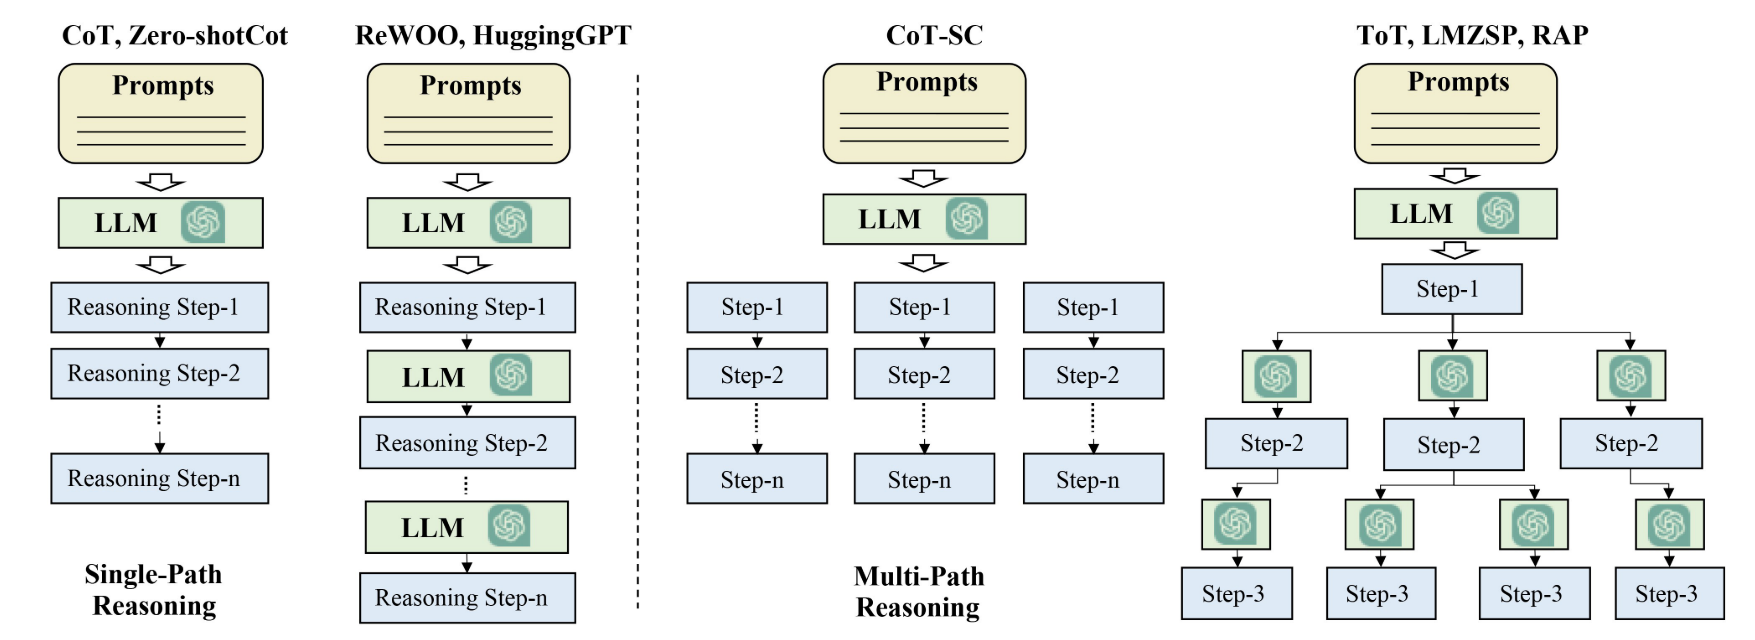 CoT, Zero-shotCot
Prompts
LLM
Reasoning Step-1
Reasoning Step-2
Reasoning Step-n
Single-Path
Reasoning
ReWOO, HuggingGPT
Prompts
LLM
Reasoning Step-1
LLM
Reasoning Step-2
LLM
Reasoning Step-n
CoT-SC
Prompts
LLM
Step-1 Step-1 Step-1
Step-2 Step-2 Step-2
Step-n Step-n Step-n
Multi-Path
Reasoning
ToT, LMZSP, RAP
Prompts
LLM
Step-1
Step-2 Step-2 Step-2
Step-3 Step-3 Step-3 Step-3